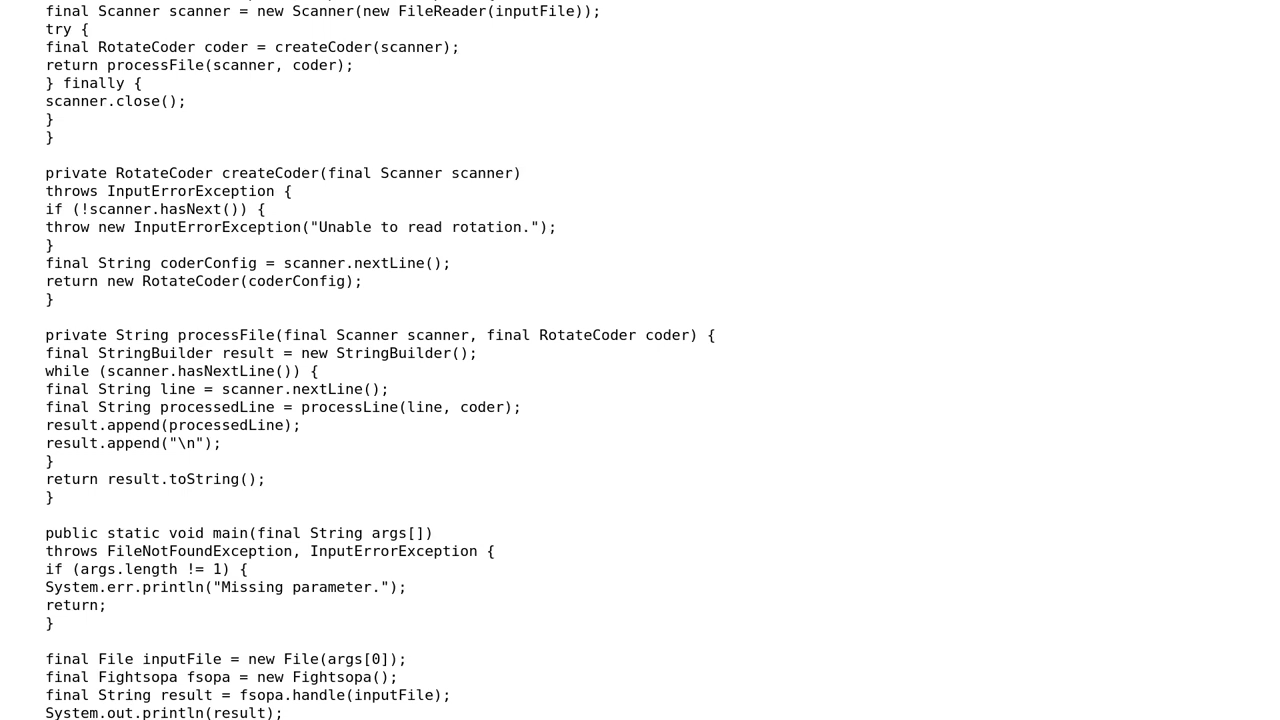 final Scanner scanner = new Scanner(new FileReader(inputFile));
try {
final RotateCoder coder = createCoder(scanner);
return processFile(scanner, coder);
} finally {
scanner.close();
}
}

private RotateCoder createCoder(final Scanner scanner)
throws InputErrorException {
if (!scanner.hasNext()) {
throw new InputErrorException("Unable to read rotation.");
}
final String coderConfig = scanner.nextLine();
return new RotateCoder(coderConfig);
}

private String processFile(final Scanner scanner, final RotateCoder coder) {
final StringBuilder result = new StringBuilder();
while (scanner.hasNextLine()) {
final String line = scanner.nextLine();
final String processedLine = processLine(line, coder);
result.append(processedLine);
result.append("\n");
}
return result.toString();
}

public static void main(final String args[])
throws FileNotFoundException, InputErrorException {
if (args.length != 1) {
System.err.println("Missing parameter.");
return;
}

final File inputFile = new File(args[0]);
final Fightsopa fsopa = new Fightsopa();
final String result = fsopa.handle(inputFile);
System.out.println(result);